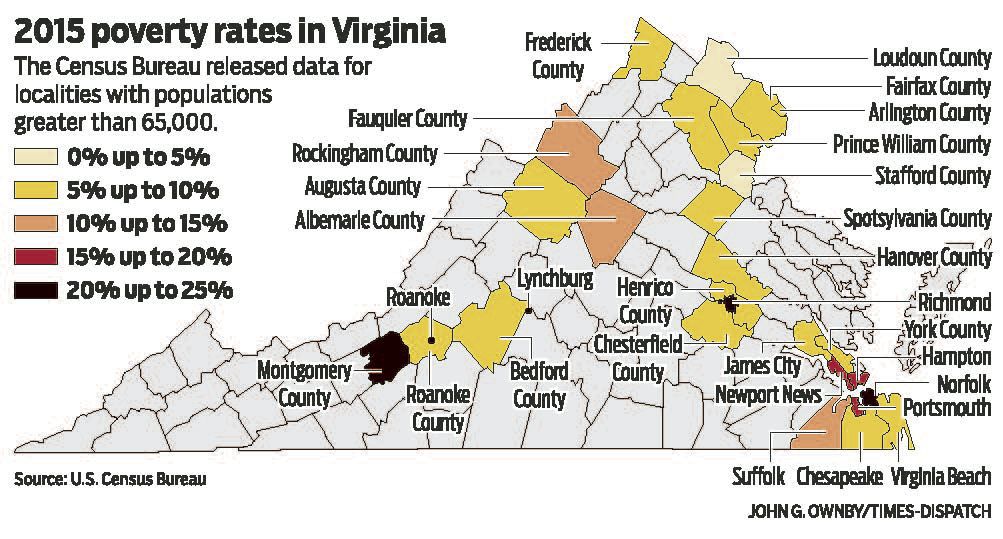 2015 poverty rates in Virginia
The Census Bureau released data for
localities with populations
greater than 65,000.
0% up to 5%
5% up to 10%
10% up to 15%
15% up to 20%
20% up to 25%
Frederick
County
Fauquier County
Rockingham County
Augusta County
Albemarle County
Loudoun County
Fairfax County
Arlington County
Prince William County
Stafford County
Spotsylvania County
Hanover County
Lynchburg
Roanoke
Henrico
County
Richmond
York County
Chesterfield
County
James City
Hampton
Montgomery
County
Bedford
County
Newport News
Norfolk
Roanoke
County
Portsmouth
Suffolk
Chesapeake
Virginia Beach
Source: U.S. Census Bureau
JOHN G. OWNBY/TIMES-DISPATCH